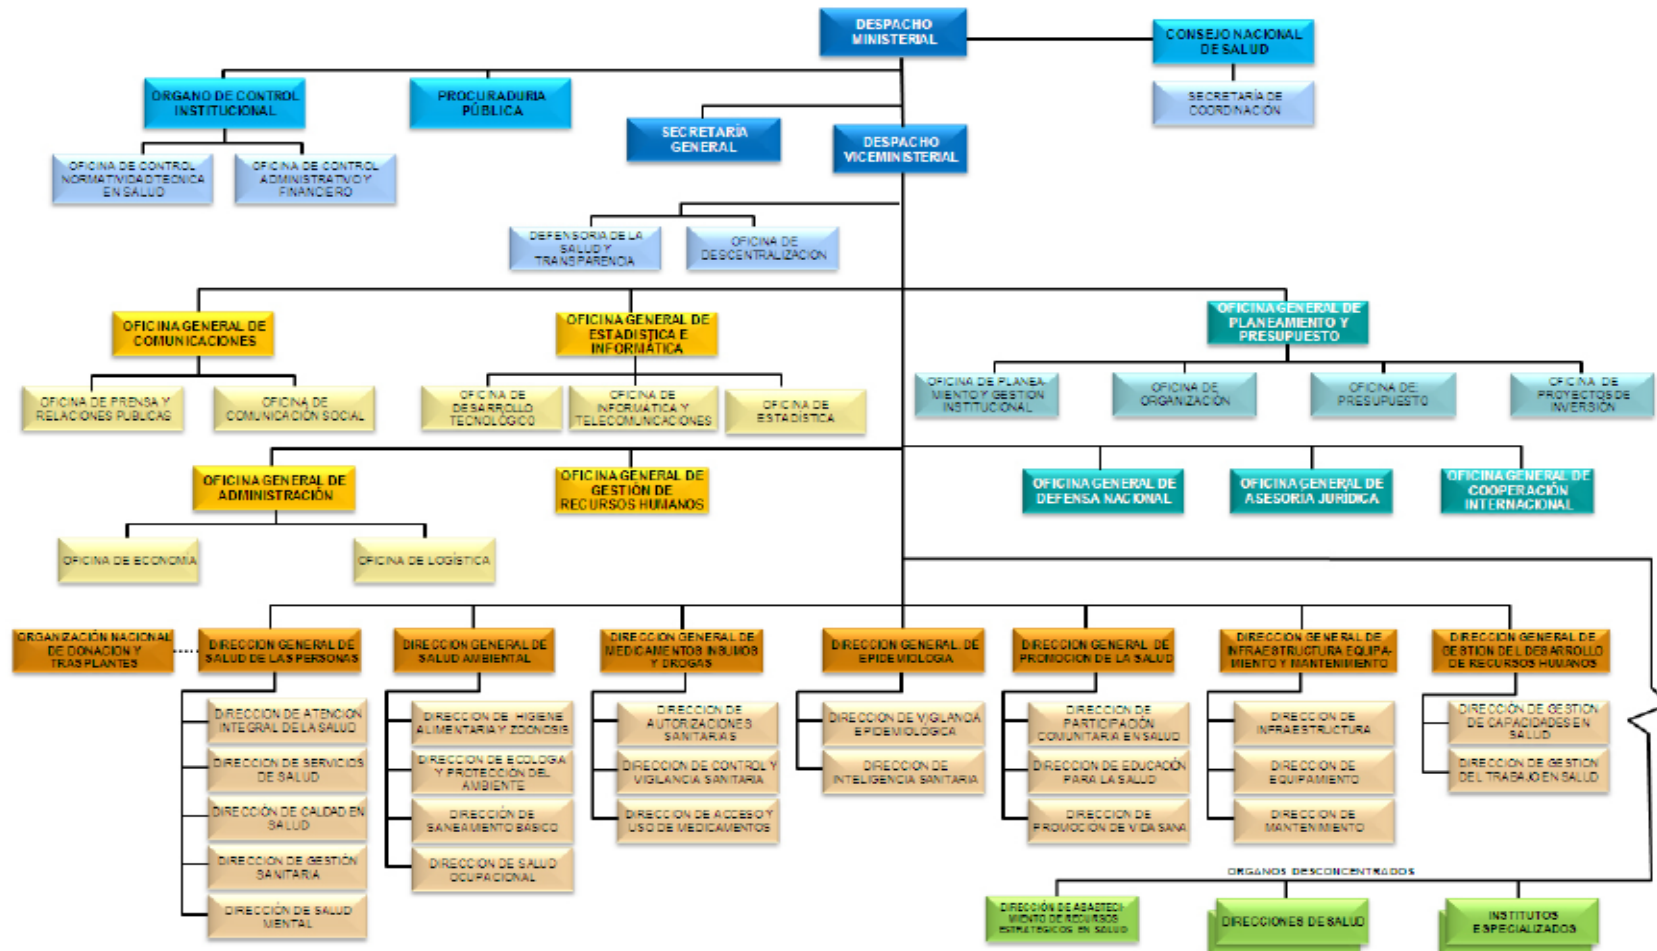 DESPACHO
MINISTERIAL
CONSEJO NACIONAL
DE SALUD
SECRETARÍA DE
COORDINACIÓN
ORGANO DE CONTROL
INSTITUCIONAL
PROCURADURIA
PÚBLICA
SECRETARÍA
GENERAL
DESPACHO
VICEMINISTERIAL
OFICINA DE CONTROL
NORMATIVIDAD TECNICA
EN SALUD
OFICINA DE CONTROL
ADMINISTRATIVO Y
FINANCIERO
DEFENSORIA DE LA
SALUD Y
TRANSPARENCIA
OFICINA DE
DESCENTRALIZACION
OFICINA GENERAL DE
COMUNICACIONES
OFICINA GENERAL DE
ESTADISTICA E
INFORMÁTICA
OFICINA GENERAL DE
PLANEAMIENTO Y
PRESUPUESTO
OFICINA DE PRENSA Y
RELACIONES PUBLICAS
OFICINA DE
COMUNICACIÓN SOCIAL
OFICINA DE
DESARROLLO
TECNOLÓGICO
OFICINA DE
INFORMÁTICA Y
TELECOMUNICACIONES
OFICINA DE
ESTADÍSTICA
OFICINA DE PLANEA-
MIENTO Y GESTION
INSTITUCIONAL
OFICINA DE
ORGANIZACIÓN
OFICINA DE
PRESUPUESTO
OFICINA DE
PROYECTOS DE
INVERSIÓN
OFICINA GENERAL DE
ADMINISTRACIÓN
OFICINA GENERAL DE
GESTIÓN DE
RECURSOS HUMANOS
OFICINA GENERAL DE
DEFENSA NACIONAL
OFICINA GENERAL DE
ASESORIA JURÍDICA
OFICINA GENERAL DE
COOPERACIÓN
INTERNACIONAL
OFICINA DE ECONOMÍA
OFICINA DE LOGÍSTICA
ORGANIZACIÓN NACIONAL
DE DONACION Y
TRASPLANTES
DIRECCION GENERAL DE
SALUD DE LAS PERSONAS
DIRECCION GENERAL DE
SALUD AMBIENTAL
DIRECCION GENERAL DE
MEDICAMENTOS INSUMOS
Y DROGAS
DIRECCION GENERAL DE
EPIDEMIOLOGIA
DIRECCION GENERAL DE
PROMOCION DE LA SALUD
DIRECCION GENERAL DE
INFRAESTRUCTURA EQUIPA-
MIENTO Y MANTENIMIENTO
DIRECCION GENERAL DE
GESTION DEL DESARROLLO
DE RECURSOS HUMANOS
DIRECCION DE ATENCION
INTEGRAL DE LA SALUD
DIRECCION DE SERVICIOS
DE SALUD
DIRECCIÓN DE CALIDAD EN
SALUD
DIRECCION DE GESTIÓN
SANITARIA
DIRECCIÓN DE SALUD
MENTAL
DIRECCION DE HIGIENE
ALIMENTARIA Y ZOONOSIS
DIRECCION DE ECOLOGIA
Y PROTECCIÓN DEL
AMBIENTE
DIRECCIÓN DE
SANEAMIENTO BASICO
DIRECCION DE SALUD
OCUPACIONAL
DIRECCION DE
AUTORIZACIONES
SANITARIAS
DIRECCION DE CONTROL Y
VIGILANCIA SANITARIA
DIRECCION DE ACCESO Y
USO DE MEDICAMENTOS
DIRECCION DE VIGILANCIA
EPIDEMIOLÓGICA
DIRECCION DE
INTELIGENCIA SANITARIA
DIRECCION DE
PARTICIPACIÓN
COMUNITARIA EN SALUD
DIRECCION DE EDUCACIÓN
PARA LA SALUD
DIRECCION DE
PROMOCIÓN DE VIDA SANA
DIRECCION DE
INFRAESTRUCTURA
DIRECCION DE
EQUIPAMIENTO
DIRECCION DE
MANTENIMIENTO
DIRECCIÓN DE GESTION
DE CAPACIDADES EN
SALUD
DIRECCION DE GESTION
DEL TRABAJO EN SALUD
ORGANOS DESCONCENTRADOS
DIRECCIÓN DE ABASTECI-
MIENTO DE RECURSOS
ESTRATÉGICOS EN SALUD
DIRECCIONES DE SALUD
INSTITUTOS
ESPECIALIZADOS